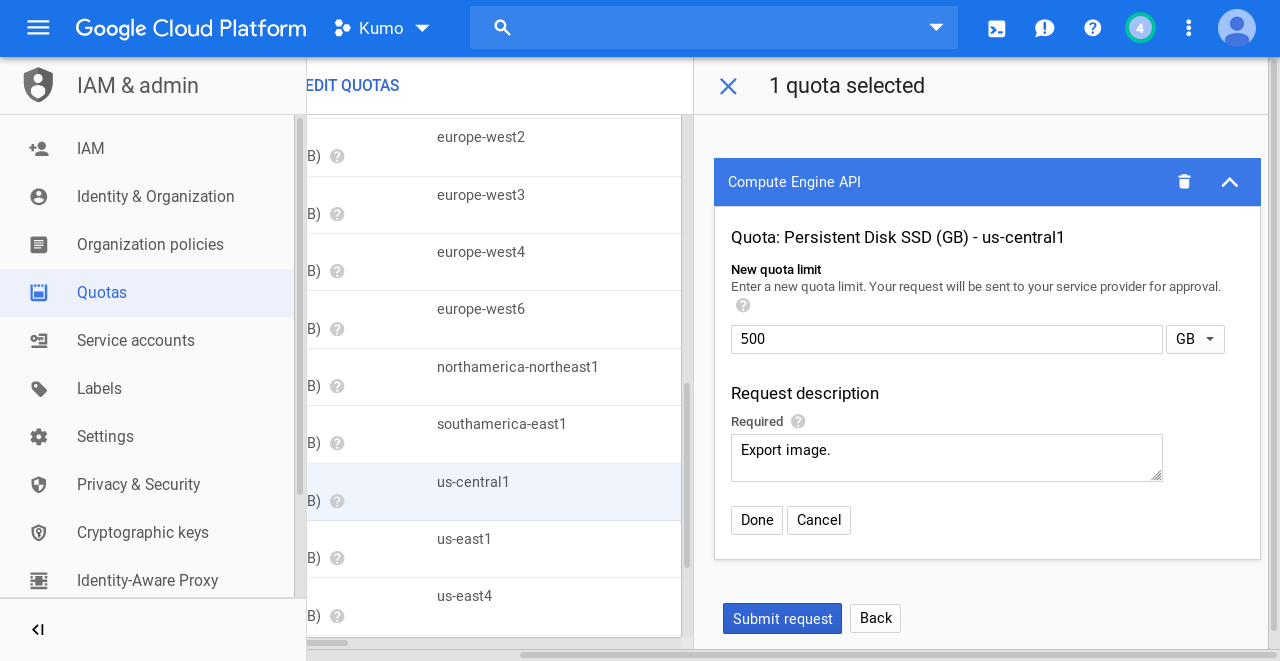 Google Cloud Platform
Kumo
4
IAM & admin
IAM
Identity & Organization
Organization policies
Quotas
Service accounts
Labels
Settings
Privacy & Security
Cryptographic keys
Identity-Aware Proxy
EDIT QUOTAS
europe-west2
B)
europe-west3
B)
europe-west4
B)
europe-west6
B)
northamerica-northeast1
B)
southamerica-east1
B)
us-central1
B)
us-east1
B)
us-east4
B)
1 quota selected
Compute Engine API
Quota: Persistent Disk SSD (GB) - us-central1
New quota limit
Enter a new quota limit. Your request will be sent to your service provider for approval.
500 GB
Request description
Required
Export image.
Done Cancel
Submit request Back